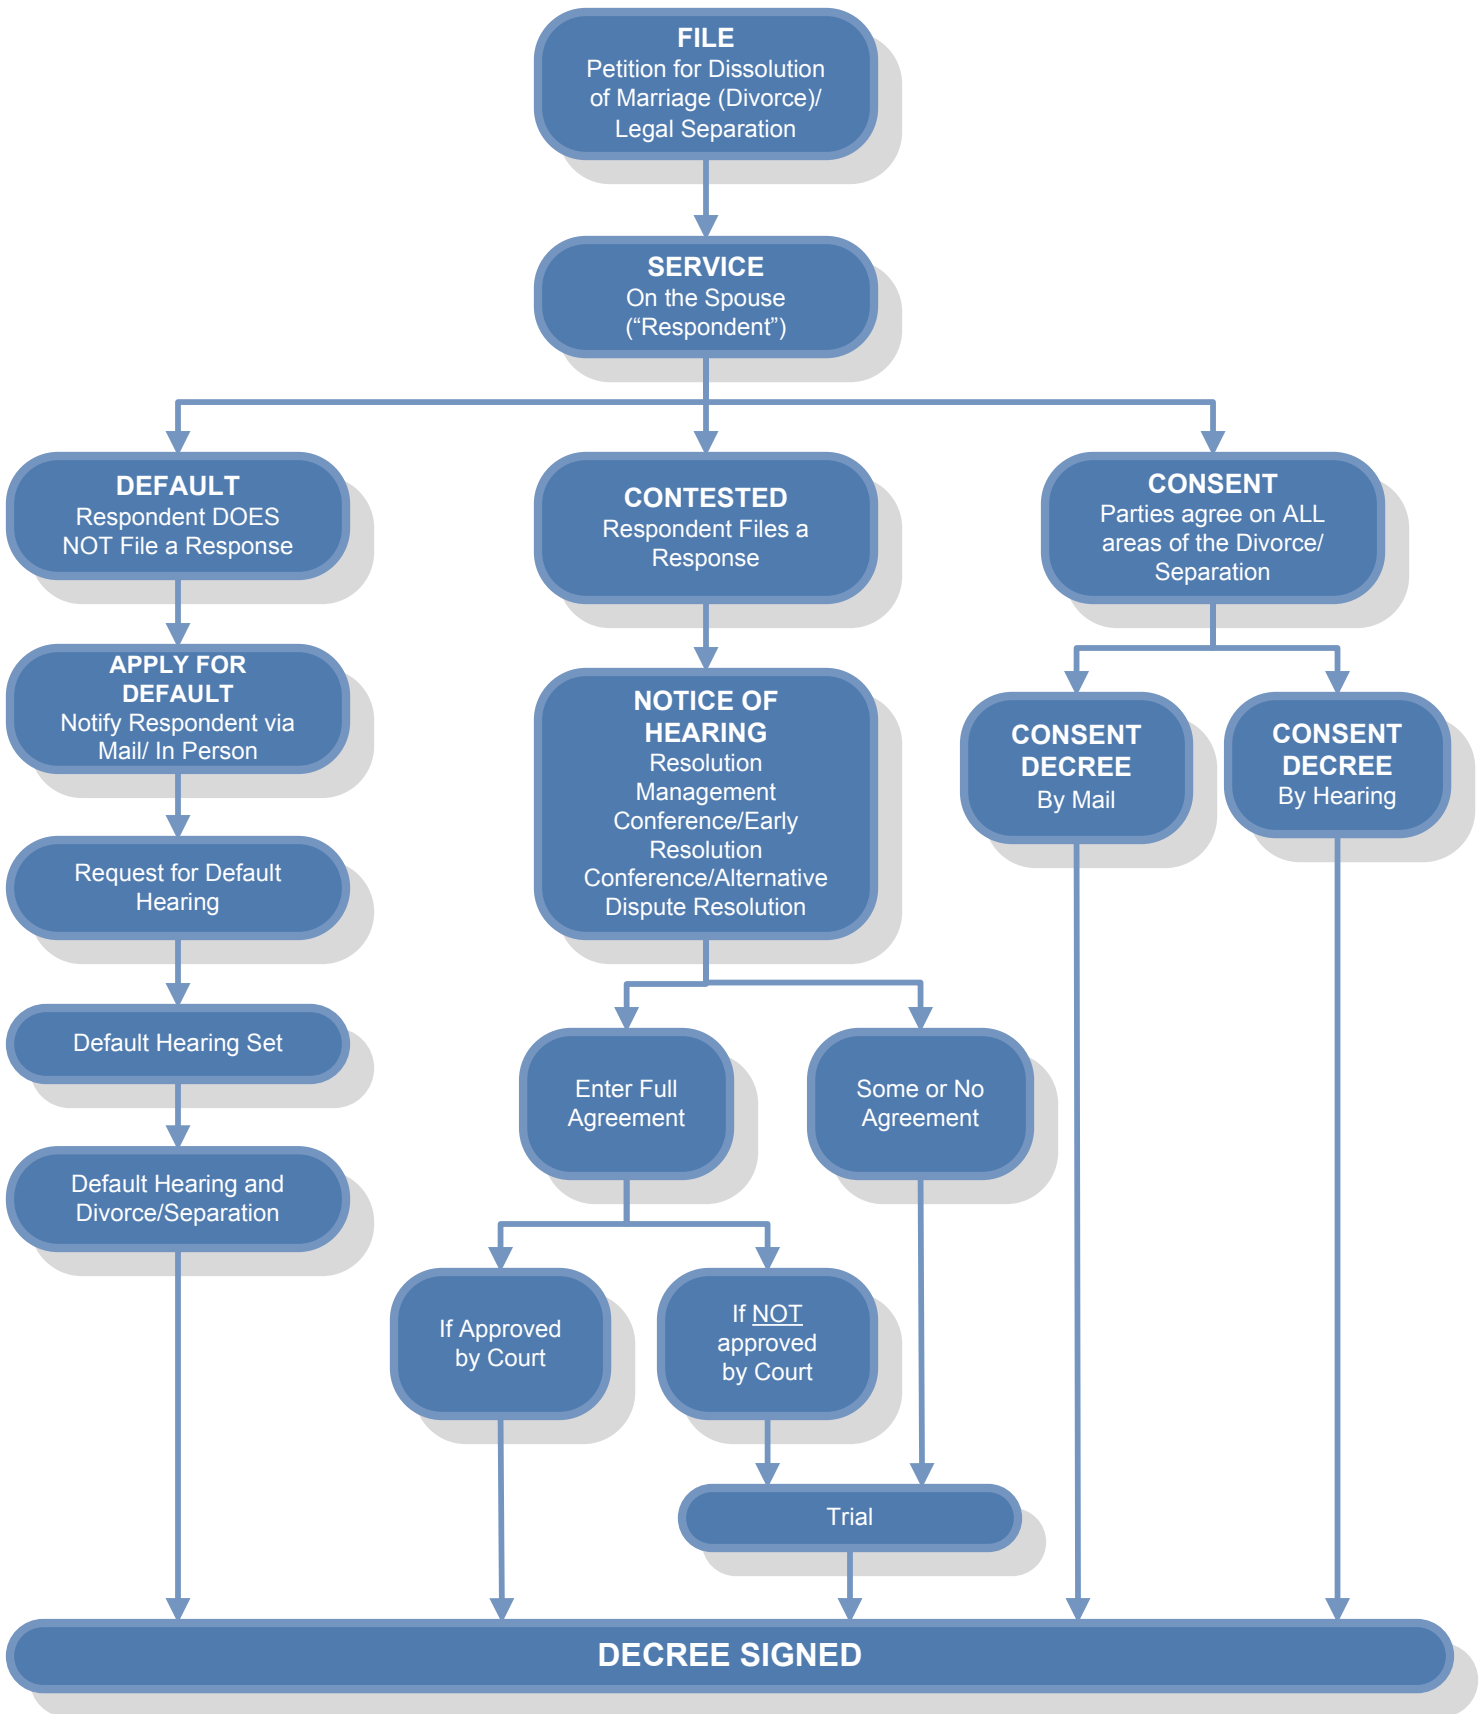 FILE
Petition for Dissolution
of Marriage (Divorce)/
Legal Separation
SERVICE
On the Spouse
(“Respondent”)
DEFAULT
Respondent DOES
NOT File a Response
CONTESTED
Respondent Files a
Response
CONSENT
Parties agree on ALL
areas of the Divorce/
Separation
APPLY FOR
DEFAULT
Notify Respondent via
Mail/ In Person
NOTICE OF
HEARING
Resolution
Management
Conference/Early
Resolution
Conference/Alternative
Dispute Resolution
CONSENT
DECREE
By Mail
CONSENT
DECREE
By Hearing
Request for Default
Hearing
Default Hearing Set
Enter Full
Agreement
Some or No
Agreement
Default Hearing and
Divorce/Separation
If Approved
by Court
If NOT
approved
by Court
Trial
DECREE SIGNED